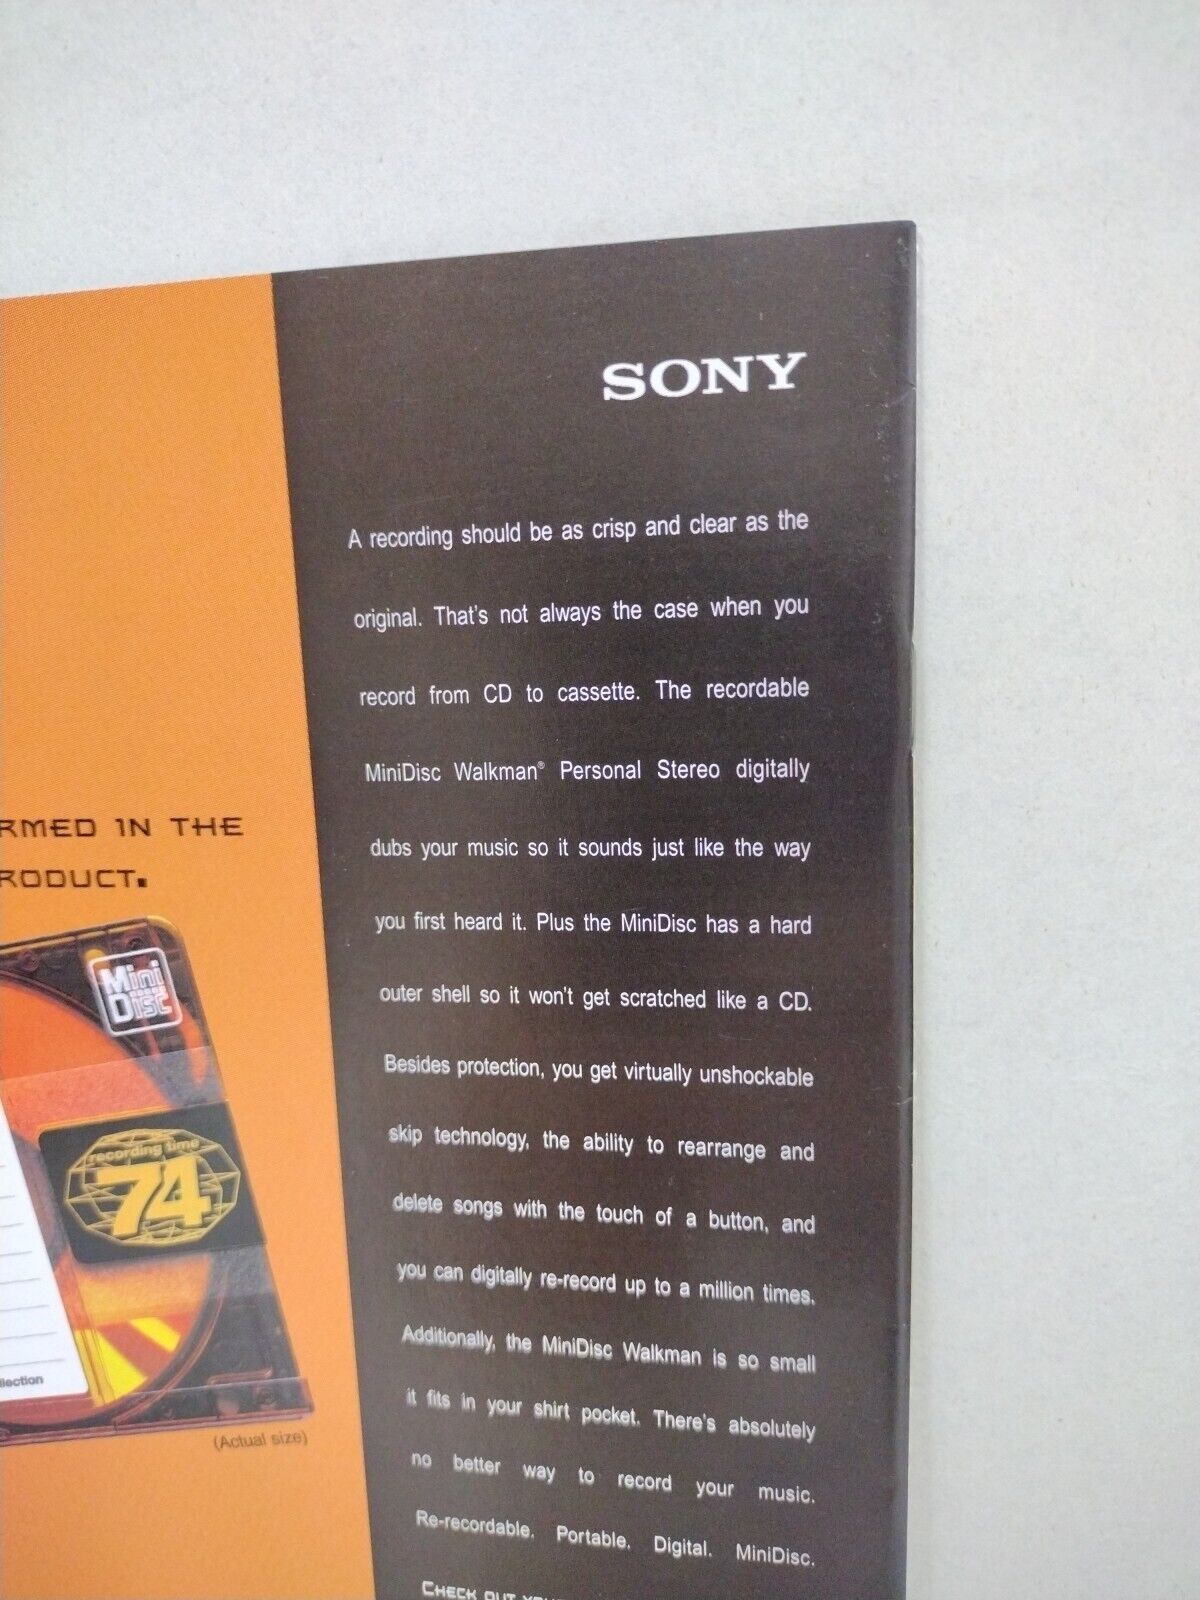 SONY
A recording should be as crisp and clear as the
original. That's not always the case when you
record from CD to cassette. The recordable
MiniDisc Walkman® Personal Stereo digitally
dubs your music so it sounds just like the way
you first heard it. Plus the MiniDisc has a hard
outer shell so it won't get scratched like a CD.
Besides protection, you get virtually unshockable
skip technology, the ability to rearrange and
delete songs with the touch of a button, and
you can digitally re-record up to a million times.
Additionally, the MiniDisc Walkman is so small
it fits in your shirt pocket. There's absolutely
no better way to record your music.
Re-recordable. Portable. Digital. MiniDisc.
CHECK OUT
RMED IN THE
RODUCT.
Mini
Disc
recording time
74
llection
(Actual size)